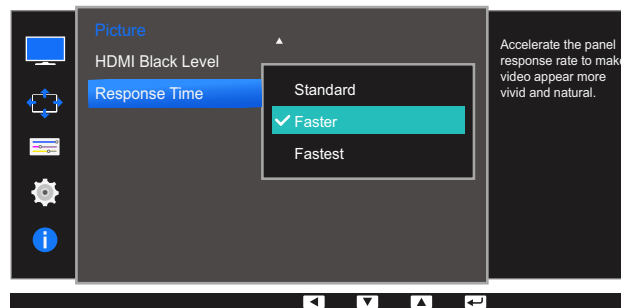 Picture
HDMI Black Level
Response Time
Standard
Faster
Fastest
Accelerate the panel
response rate to make
video appear more
vivid and natural.